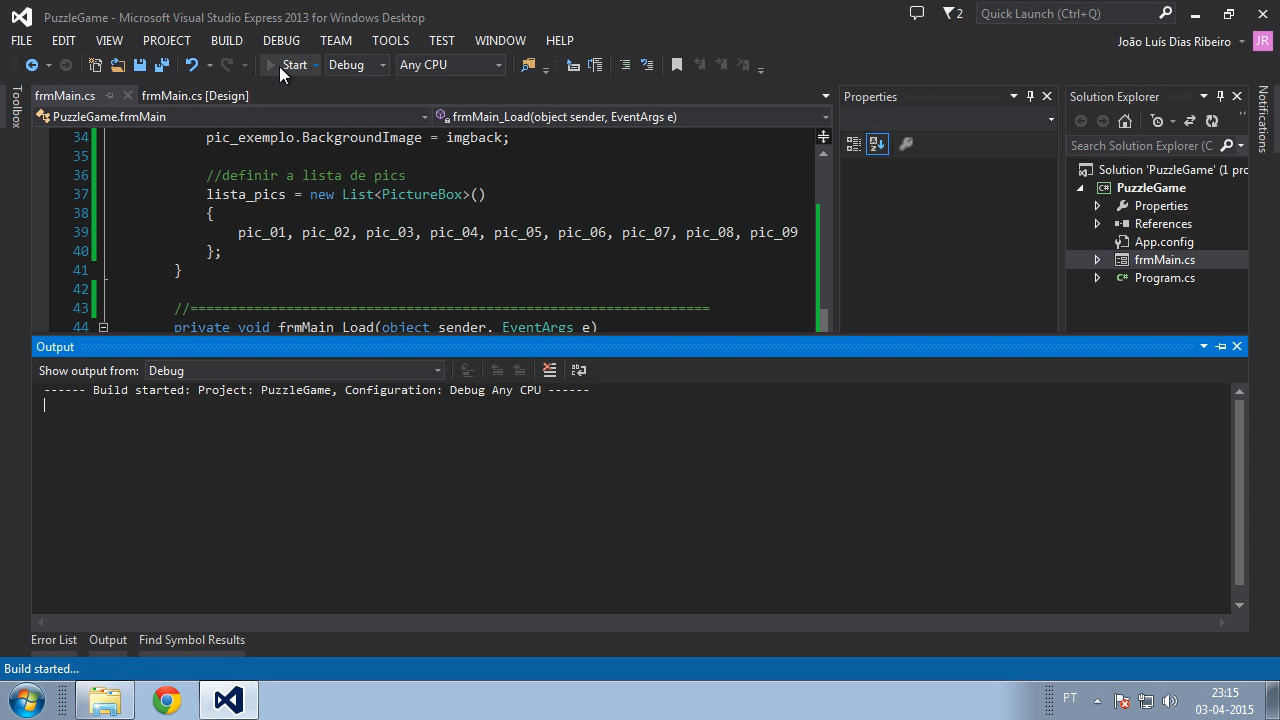 PuzzleGame - Microsoft Visual Studio Express 2013 for Windows Desktop
2
Quick Launch (Ctrl+Q)
FILE EDIT VIEW PROJECT BUILD DEBUG TEAM TOOLS TEST WINDOW HELP
João Luís Dias Ribeiro
JR
Start
Debug
Any CPU
Toolbox
frmMain.cs
frmMain.cs [Design]
PuzzleGame.frmMain
frmMain_Load(object sender, EventArgs e)
34 pic_exemplo.BackgroundImage = imgback;
35
36 //definir a lista de pics
37 lista_pics = new List<PictureBox>()
38 {
39 pic_01, pic_02, pic_03, pic_04, pic_05, pic_06, pic_07, pic_08, pic_09
40 };
41 }
42
43 //=================================================================
44 private void frmMain_Load(object sender, EventArgs e)
Properties
Solution Explorer
Search Solution Explorer (C
Solution 'PuzzleGame' (1 pro
PuzzleGame
Properties
References
App.config
frmMain.cs
Program.cs
Notifications
Output
Show output from:
Debug
------ Build started: Project: PuzzleGame, Configuration: Debug Any CPU ------
Error List
Output
Find Symbol Results
Build started...
PT
23:15
03-04-2015